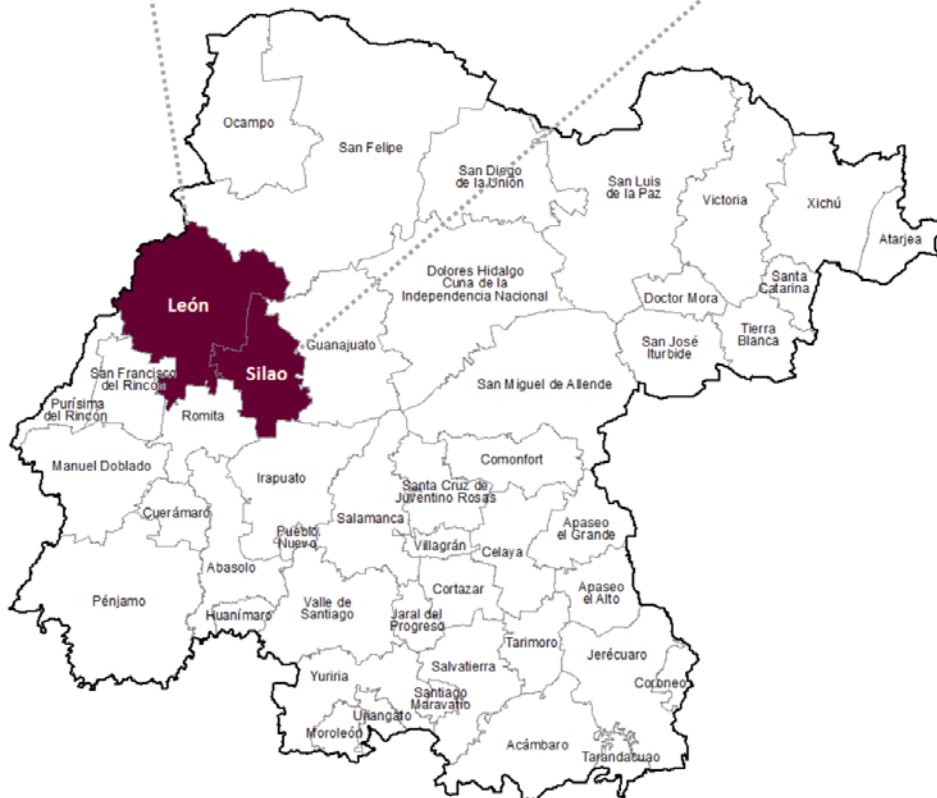 Ocampo
San Felipe
San Diego
de la Unión
San Luis
de la Paz
Victoria
Xichú
Atarjea
Dolores Hidalgo
Cuna de la
Independencia Nacional
Santa
Catarina
Doctor Mora
León
Guanajuato
San José
Iturbide
Tierra
Blanca
Silao
San Francisco
del Rincón
San Miguel de Allende
Purísima
del Rincón
Romita
Manuel Doblado
Irapuato
Comonfort
Santa Cruz de
Juventino Rosas
Cuerámaro
Salamanca
Apaseo
el Grande
Pueblo
Nuevo
Villagrán
Celaya
Abasolo
Pénjamo
Cortazar
Apaseo
el Alto
Huanímaro
Valle de
Santiago
Jaral del
Progreso
Tarimoro
Jerécuaro
Salvatierra
Yuriria
Coroneo
Santiago
Maravatío
Uriangato
Moroleón
Acámbaro
Tarandacuao